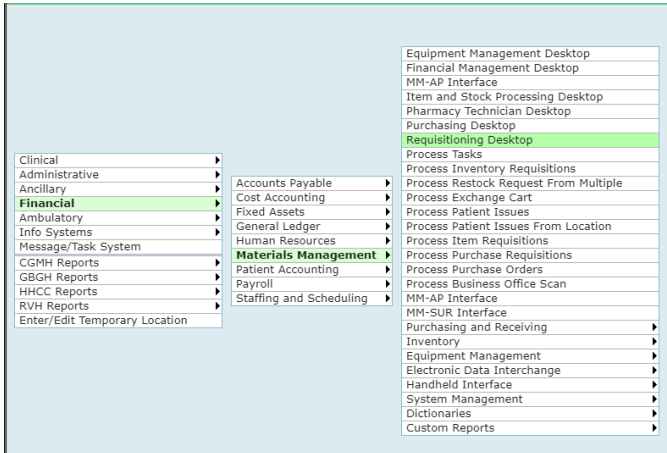 Clinical
Administrative
Ancillary
Financial
Ambulatory
Info Systems
Message/Task System
CGMH Reports
GBGH Reports
HHCC Reports
RVH Reports
Enter/Edit Temporary Location
Accounts Payable
Cost Accounting
Fixed Assets
General Ledger
Human Resources
Materials Management
Patient Accounting
Payroll
Staffing and Scheduling
Equipment Management Desktop
Financial Management Desktop
MM-AP Interface
Item and Stock Processing Desktop
Pharmacy Technician Desktop
Purchasing Desktop
Requisitioning Desktop
Process Tasks
Process Inventory Requisitions
Process Restock Request From Multiple
Process Exchange Cart
Process Patient Issues
Process Patient Issues From Location
Process Item Requisitions
Process Purchase Requisitions
Process Purchase Orders
Process Business Office Scan
MM-AP Interface
MM-SUR Interface
Purchasing and Receiving
Inventory
Equipment Management
Electronic Data Interchange
Handheld Interface
System Management
Dictionaries
Custom Reports